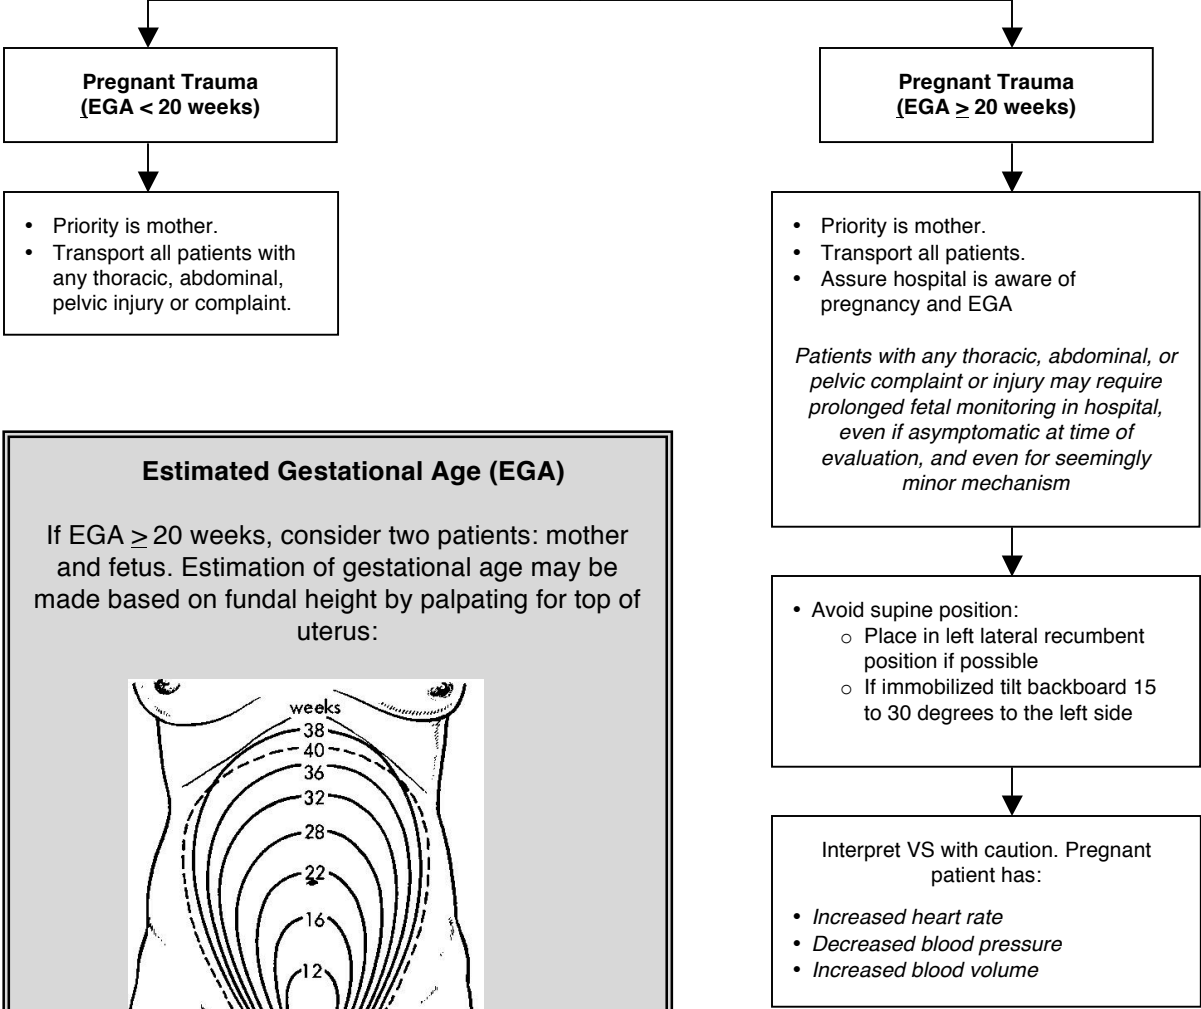 Pregnant Trauma
(EGA < 20 weeks)
Pregnant Trauma
(EGA ≥ 20 weeks)
• Priority is mother.
• Transport all patients with
any thoracic, abdominal,
pelvic injury or complaint.
• Priority is mother.
• Transport all patients.
• Assure hospital is aware of
pregnancy and EGA
Patients with any thoracic, abdominal, or
pelvic complaint or injury may require
prolonged fetal monitoring in hospital,
even if asymptomatic at time of
evaluation, and even for seemingly
minor mechanism
Estimated Gestational Age (EGA)
If EGA ≥ 20 weeks, consider two patients: mother
and fetus. Estimation of gestational age may be
made based on fundal height by palpating for top of
uterus:
weeks
38
40
36
32
28
22
16
12
• Avoid supine position:
o Place in left lateral recumbent
position if possible
o If immobilized tilt backboard 15
to 30 degrees to the left side
Interpret VS with caution. Pregnant
patient has:
• Increased heart rate
• Decreased blood pressure
• Increased blood volume